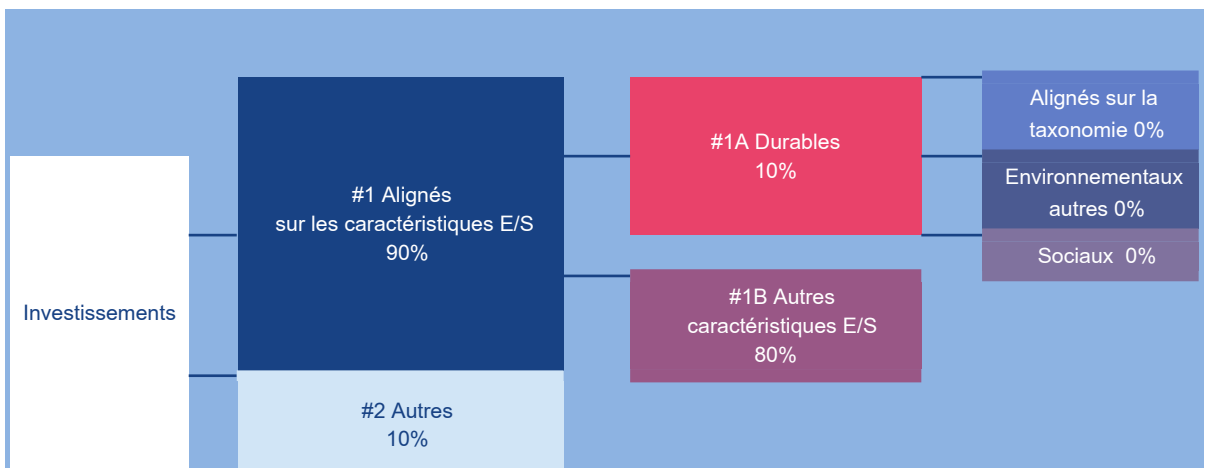 Investissements
#1 Alignés
sur les caractéristiques E/S
90%
#2 Autres
10%
#1A Durables
10%
#1B Autres
caractéristiques E/S
80%
Alignés sur la
taxonomie 0%
Environnementaux
autres 0%
Sociaux 0%